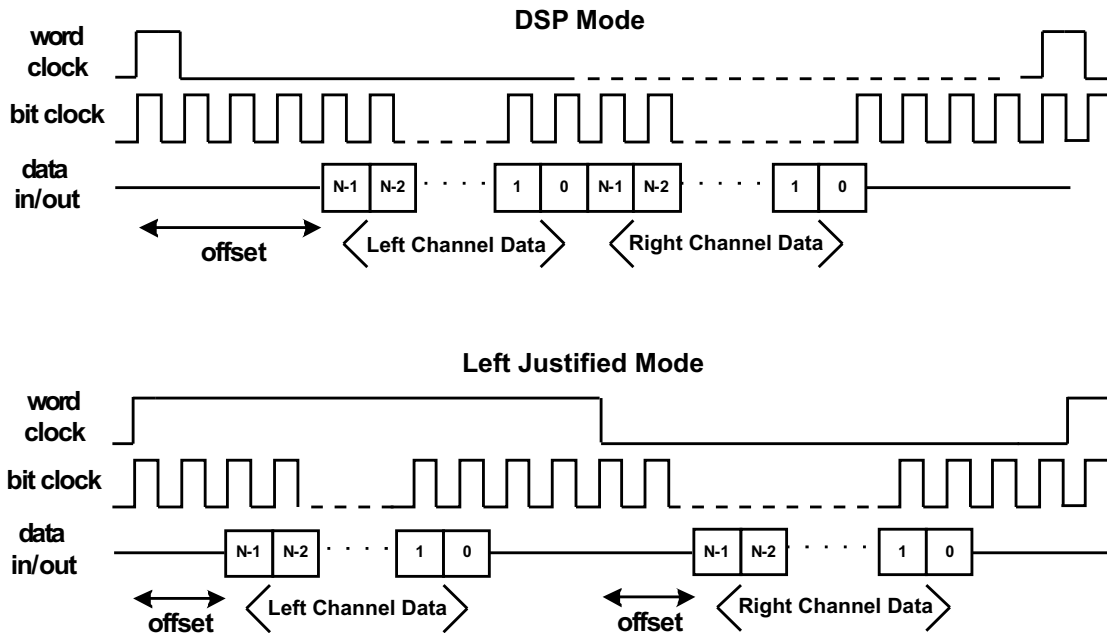 DSP Mode
word
clock
bit clock
data
in/out
N-1 N-2 . . . . 1 0 N-1 N-2 . . . . . 1 0
offset
Left Channel Data
Right Channel Data
Left Justified Mode
word
clock
bit clock
data
in/out
N-1 N-2 . . . . 1 0 N-1 N-2 . . . . . 1 0
offset
Left Channel Data
offset
Right Channel Data